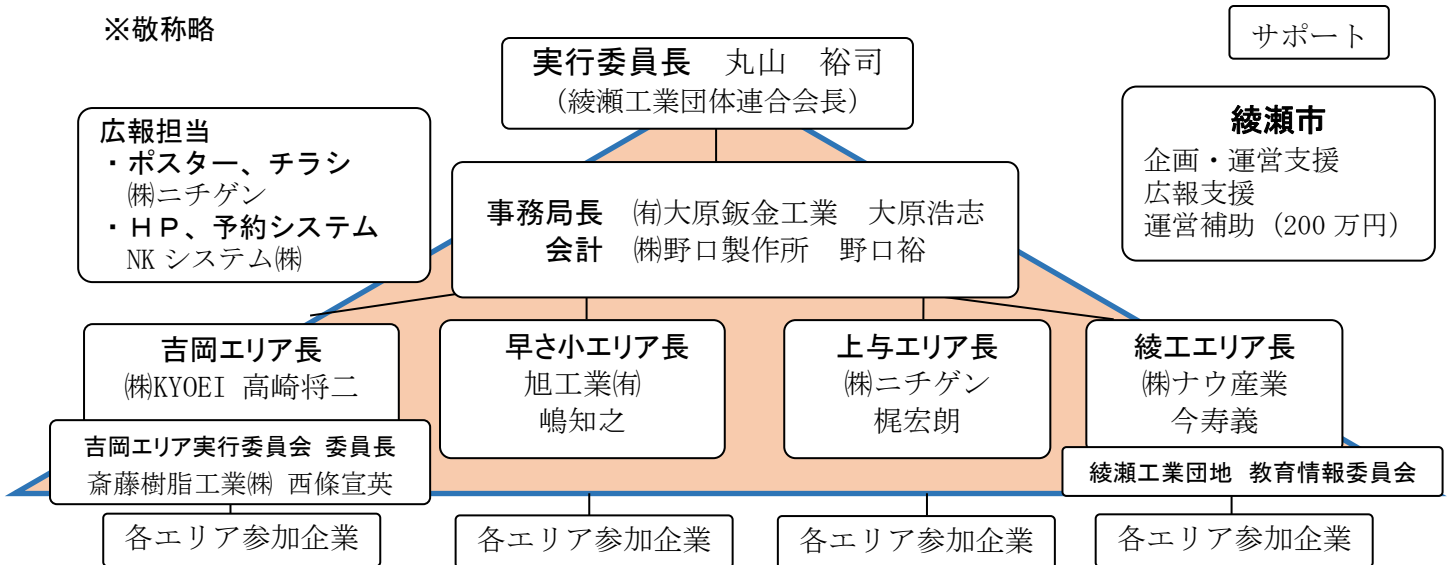 ※敬称略
サポート
実行委員長　丸山　裕司
（綾瀬工業団体連合会長）
広報担当
・ポスター、チラシ
㈱ニチゲン
・ＨＰ、予約システム
NKシステム㈱
綾瀬市
企画・運営支援
広報支援
運営補助（200万円）
事務局長　㈲大原鈑金工業　大原浩志
会計　㈱野口製作所　野口裕
吉岡エリア長
㈱KYOEI 高崎将二
吉岡エリア実行委員会 委員長
斎藤樹脂工業㈱ 西條宣英
早さ小エリア長
旭工業㈲
嶋知之
上与エリア長
㈱ニチゲン
梶宏朗
綾工エリア長
㈱ナウ産業
今寿義
綾瀬工業団地 教育情報委員会
各エリア参加企業
各エリア参加企業
各エリア参加企業
各エリア参加企業